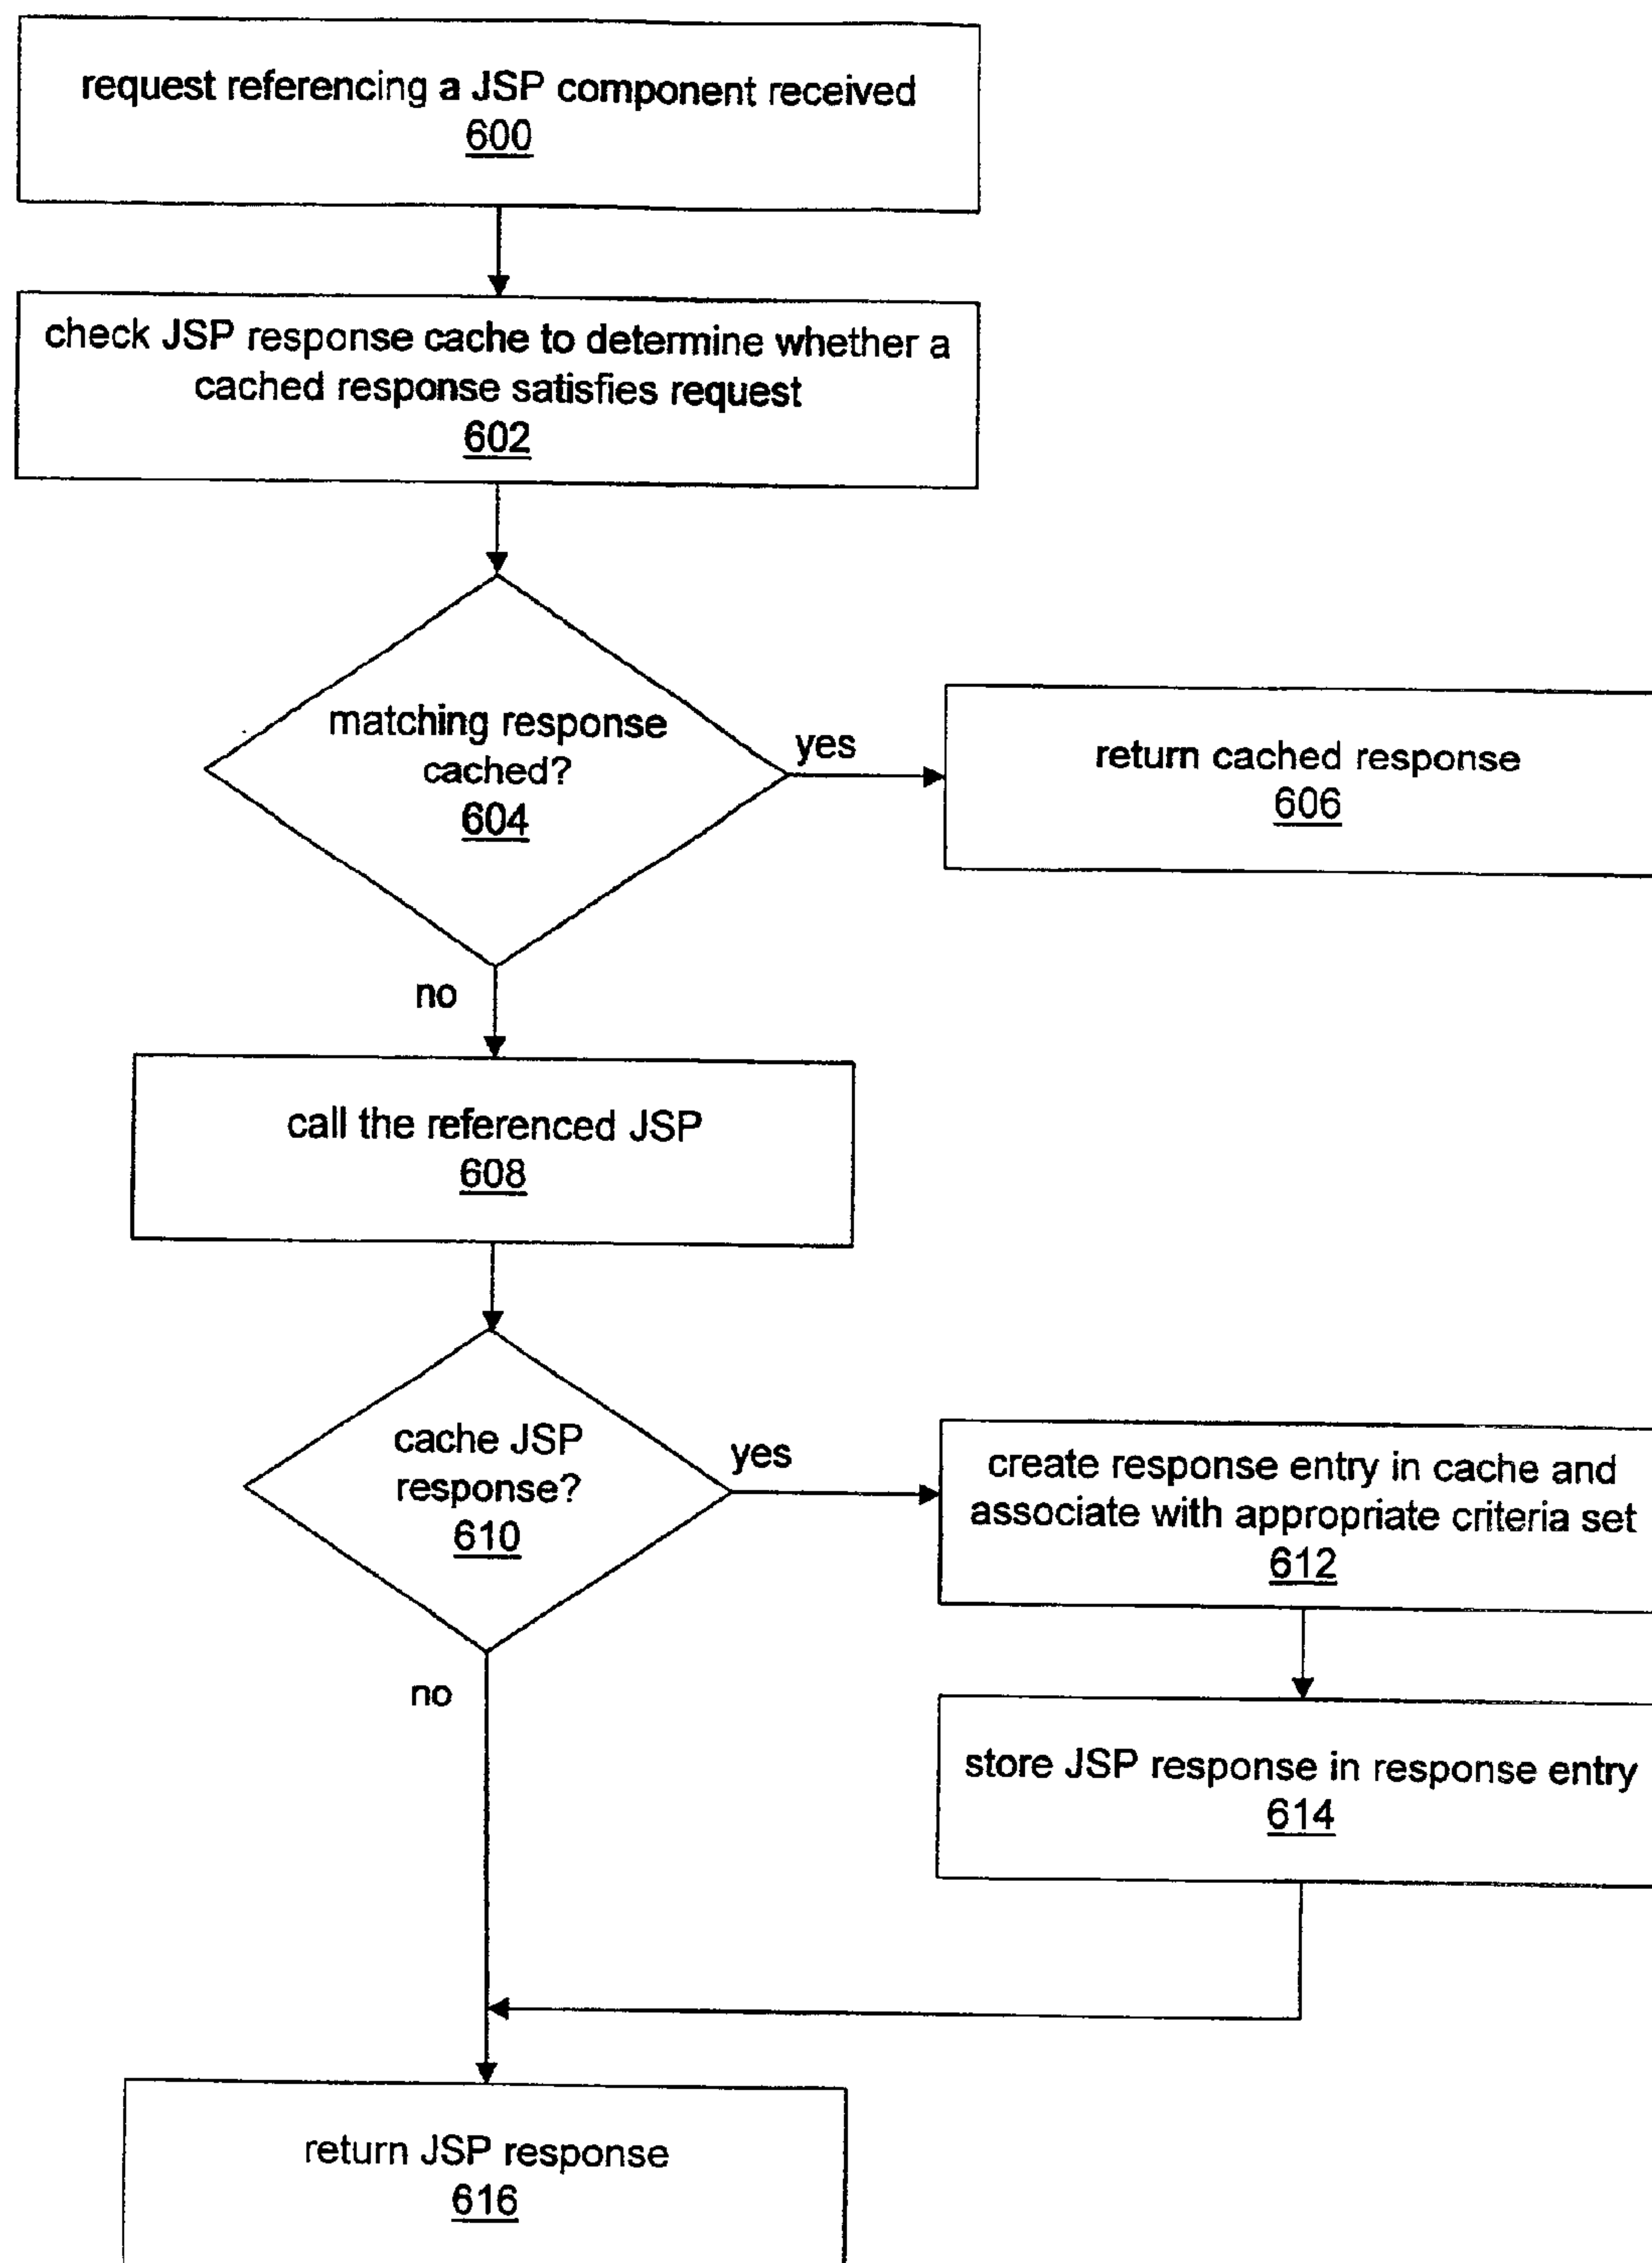 request referencing a JSP component received
600
check JSP response cache to determine whether a
cached response satisfies request
602
matching response
cached?
604
yes
return cached response
606
no
call the referenced JSP
608
cache JSP
response?
610
yes
create response entry in cache and
associate with appropriate criteria set
612
no
store JSP response in response entry
614
return JSP response
616